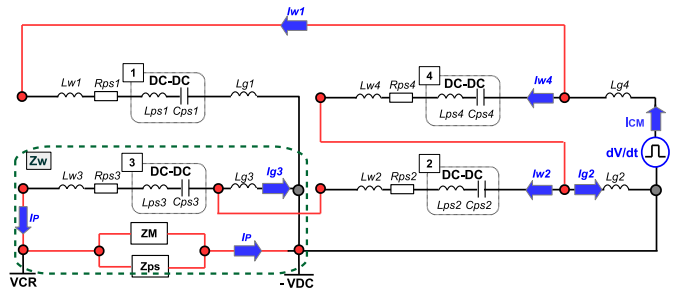 Iw1
1
DC-DC
Lw1 Rps1 Lps1 Cps1 Lg1
4
DC-DC
Lw4 Rps4 Lps4 Cps4 Iw4 Lg4
ICM
dV/dt
Zw
3
DC-DC
Lw3 Rps3 Lps3 Cps3 Lg3 Ig3
2
DC-DC
Lw2 Rps2 Lps2 Cps2 Iw2 Ig2 Lg2
IP
ZM
IP
Zps
VCR
- VDC